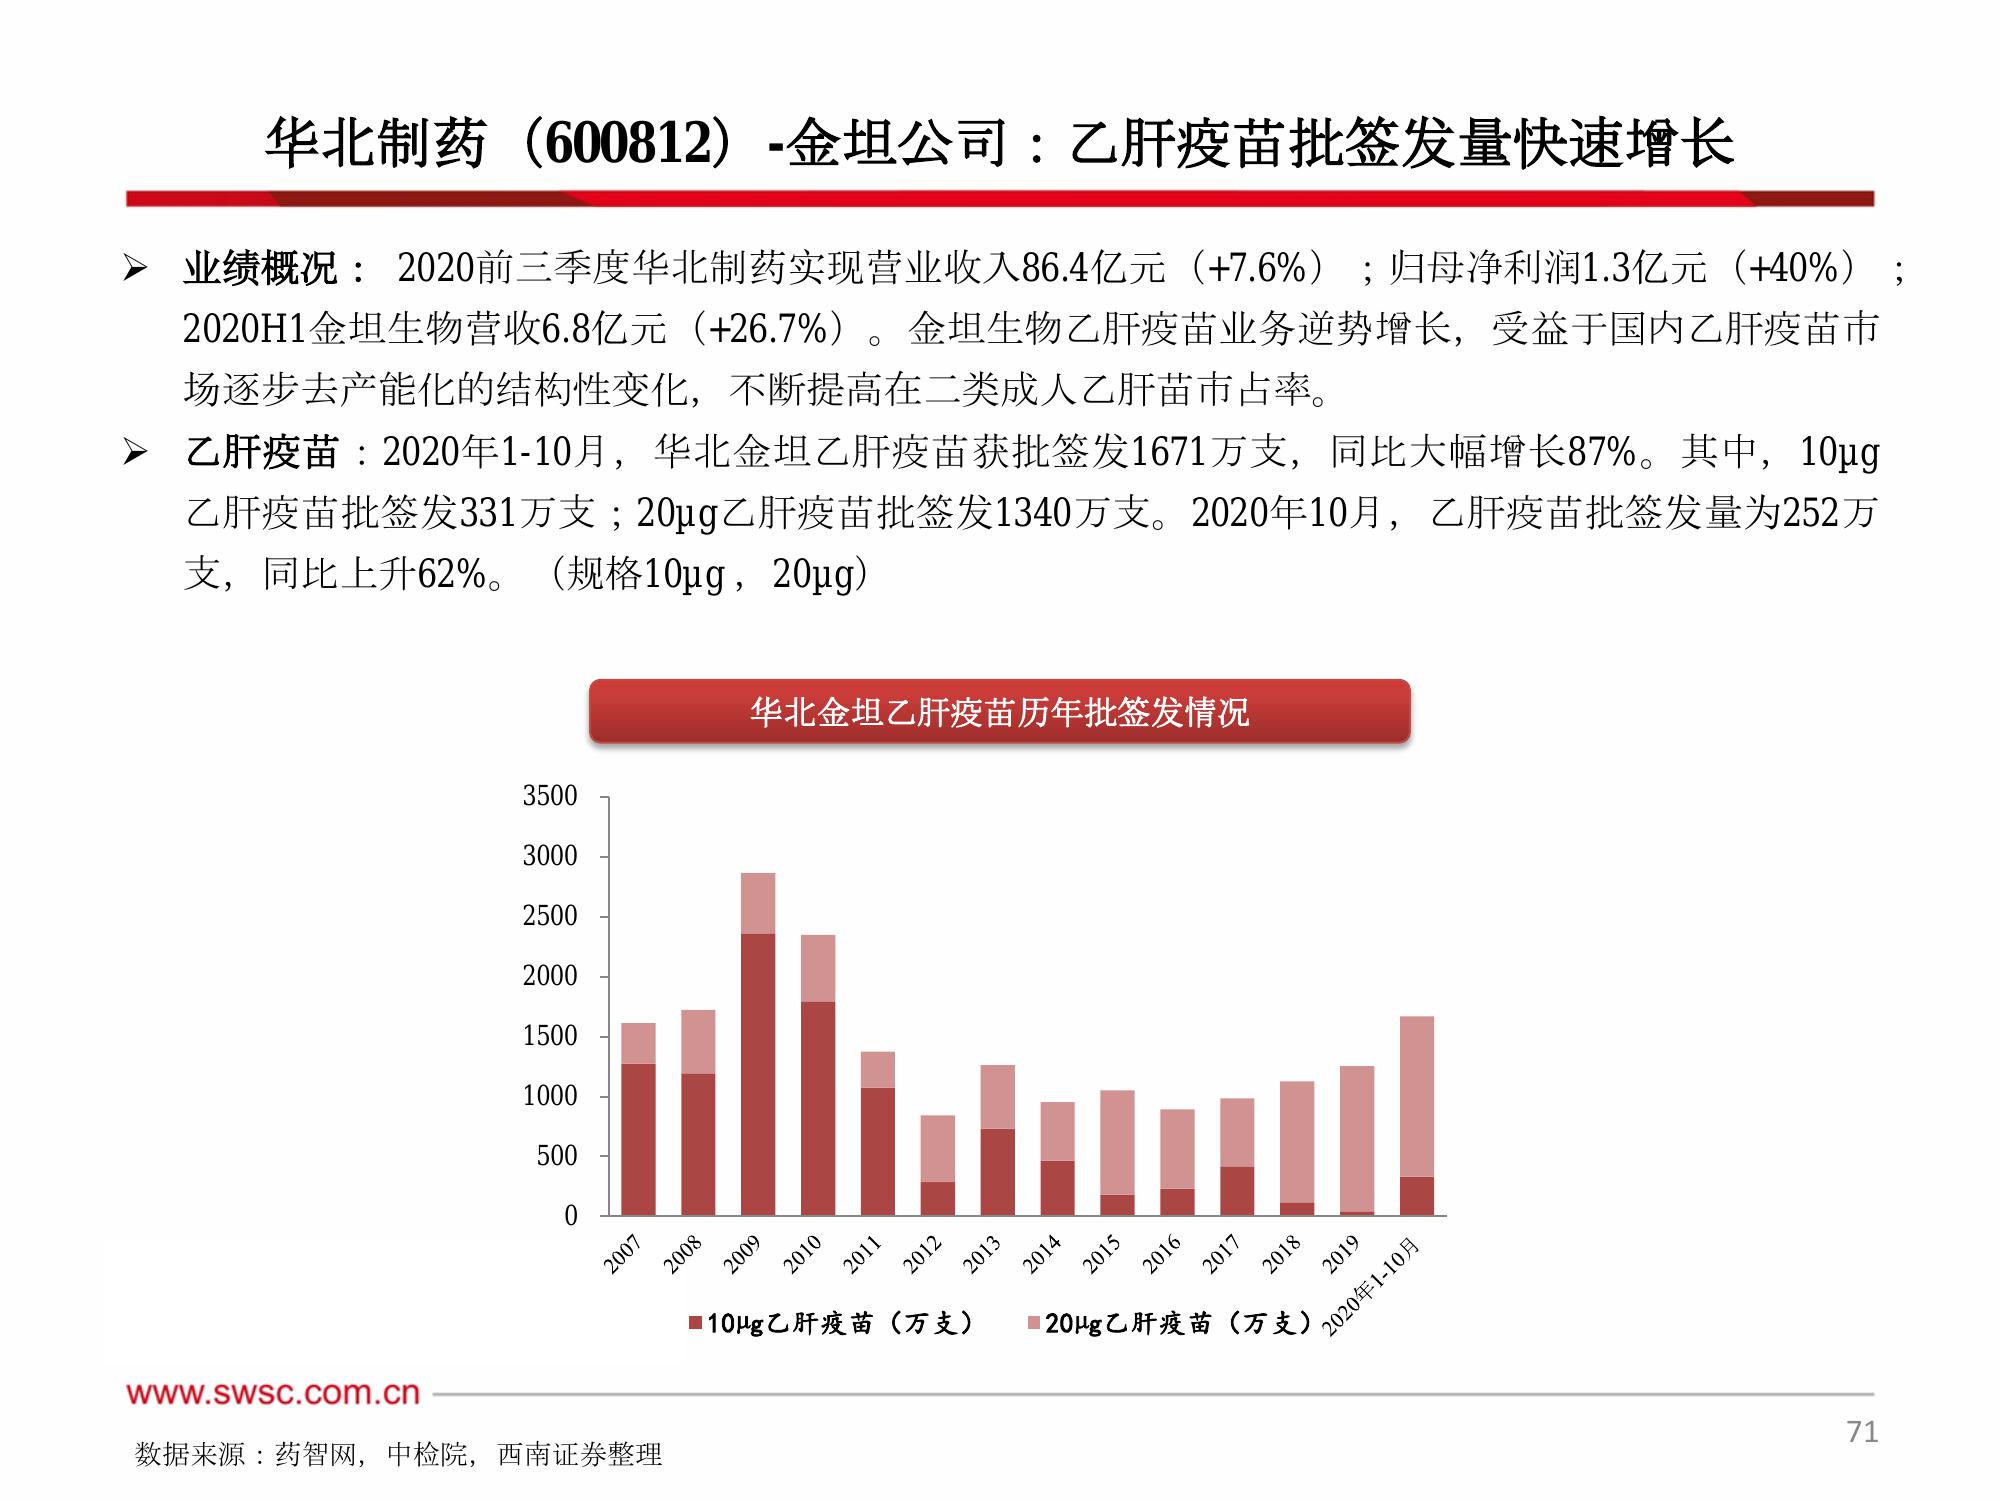 华北制药（600812）-金坦公司：乙肝疫苗批签发量快速增长
➢ 业绩概况： 2020前三季度华北制药实现营业收入86.4亿元（+7.6%）；归母净利润1.3亿元（+40%）；
2020H1金坦生物营收6.8亿元（+26.7%）。金坦生物乙肝疫苗业务逆势增长，受益于国内乙肝疫苗市
场逐步去产能化的结构性变化，不断提高在二类成人乙肝苗市占率。
➢ 乙肝疫苗：2020年1-10月，华北金坦乙肝疫苗获批签发1671万支，同比大幅增长87%。其中，10μg
乙肝疫苗批签发331万支；20μg乙肝疫苗批签发1340万支。2020年10月，乙肝疫苗批签发量为252万
支，同比上升62%。（规格10μg，20μg）
华北金坦乙肝疫苗历年批签发情况
3500
3000
2500
2000
1500
1000
500
0
2007 2008 2009 2010 2011 2012 2013 2014 2015 2016 2017 2018 2019 2020年1-10月
10μg乙肝疫苗（万支） 20μg乙肝疫苗（万支）
www.swsc.com.cn
71
数据来源：药智网，中检院，西南证券整理